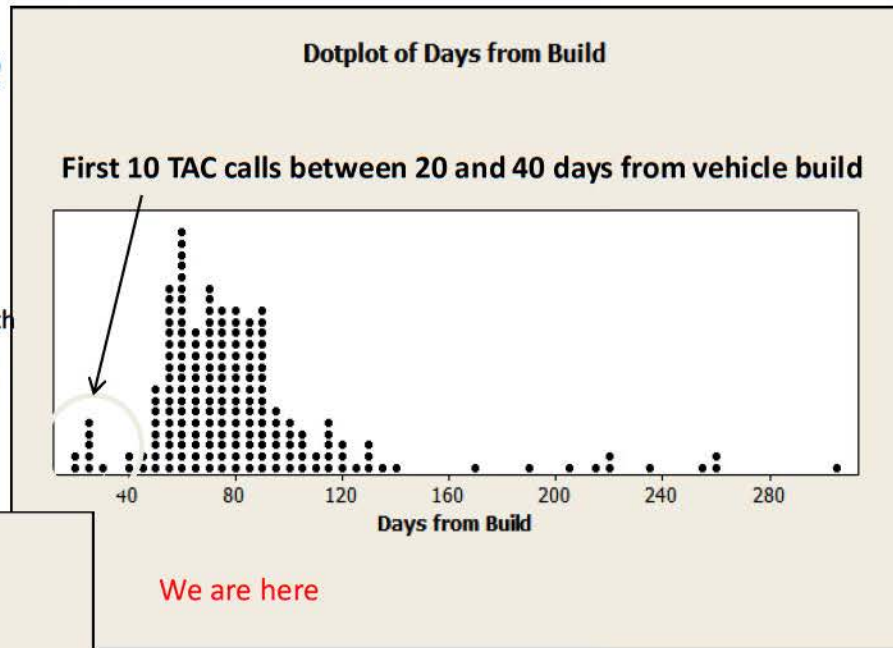 Dotplot of Days from Build
First 10 TAC calls between 20 and 40 days from vehicle build
40 80 120 160 200 240 280
Days from Build
We are here